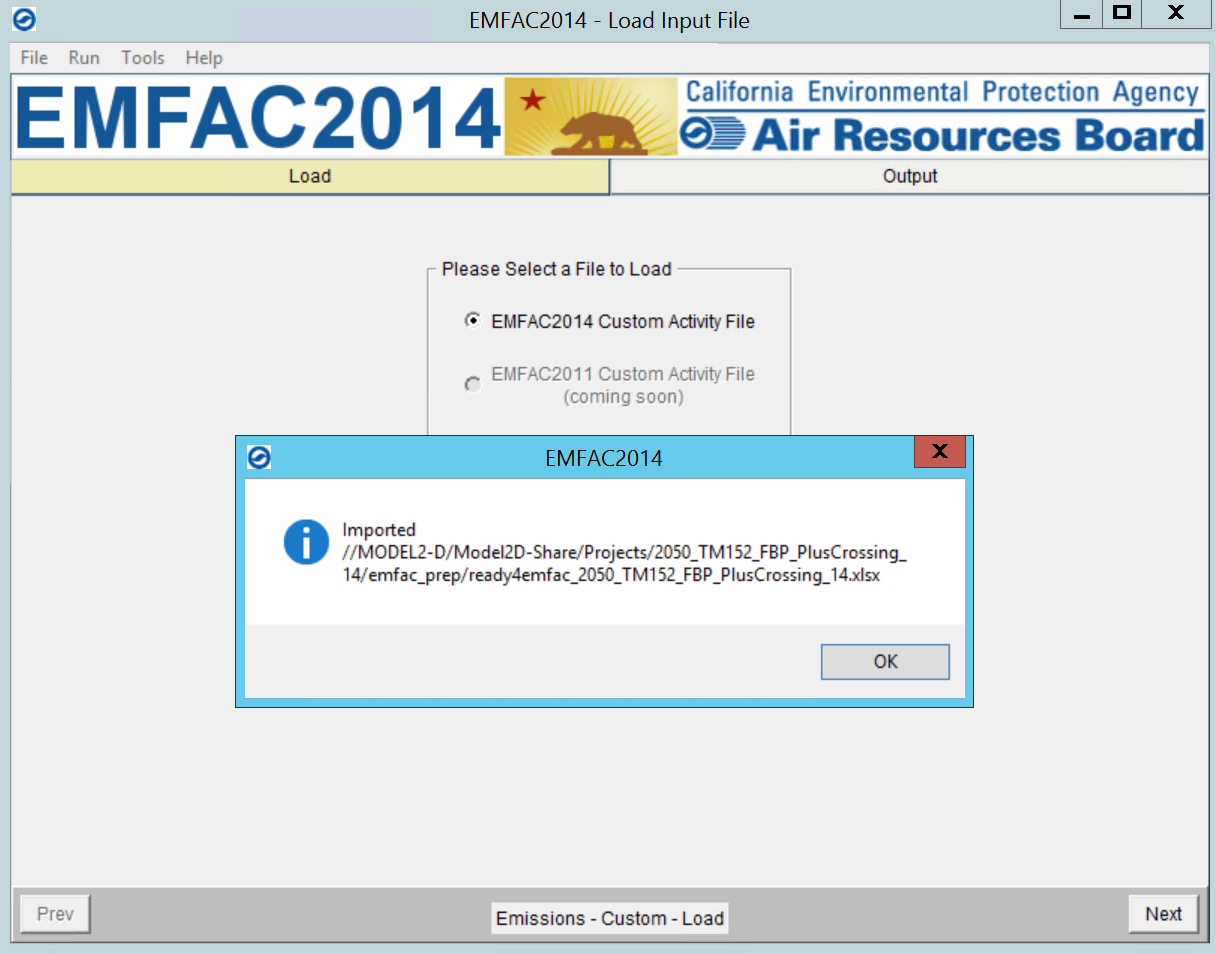 EMFAC2014 - Load Input File
File Run Tools Help
EMFAC2014
California Environmental Protection Agency
Air Resources Board
Load
Output
Please Select a File to Load
EMFAC2014 Custom Activity File
EMFAC2011 Custom Activity File
(coming soon)
EMFAC2014
Imported
//MODEL2-D/Model2D-Share/Projects/2050_TM152_FBP_PlusCrossing_
14/emfac_prep/ready4emfac_2050_TM152_FBP_PlusCrossing_14.xlsx
OK
Prev
Emissions - Custom - Load
Next